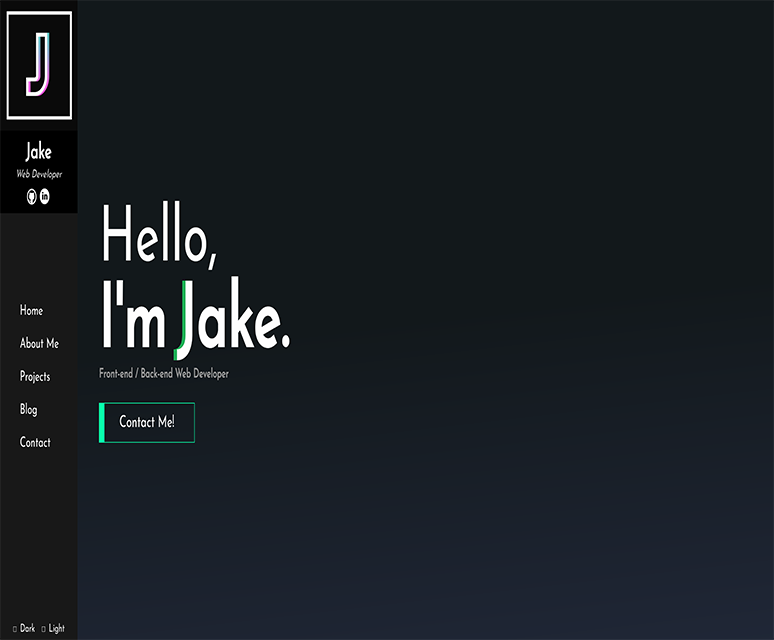 J
Jake
Web Developer
in
Home
About Me
Projects
Blog
Contact
Dark Light
Hello,
I'm Jake.
Front-end / Back-end Web Developer
Contact Me!